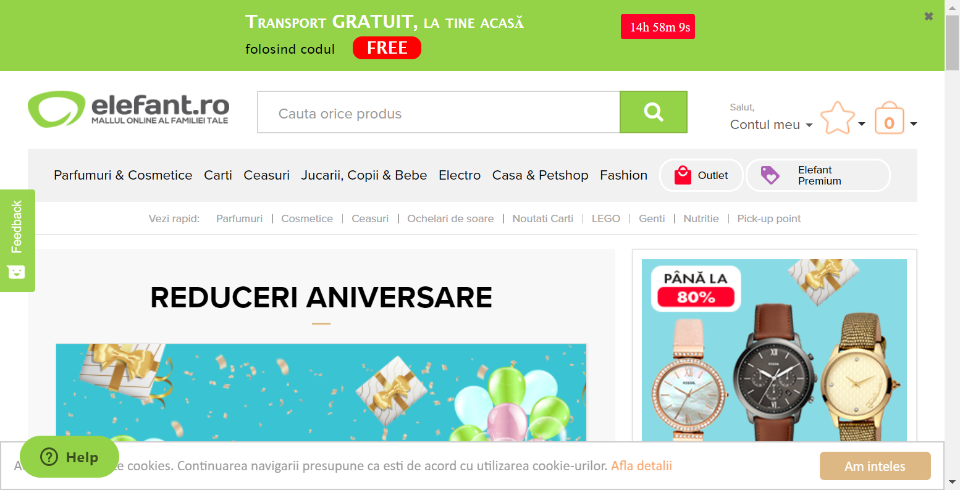 Transport GRATUIT, la tine acasă
14h 58m 9s
folosind codul FREE
elefant.ro
MALLUL ONLINE AL FAMILIEI TALE
Cauta orice produs
Salut,
Contul meu
0
Parfumuri & Cosmetice Carti Ceasuri Jucarii, Copii & Bebe Electro Casa & Petshop Fashion Outlet Elefant
Premium
Vezi rapid: Parfumuri | Cosmetice | Ceasuri | Ochelari de soare | Noutati Carti | LEGO | Genti | Nutritie | Pick-up point
Feedback
REDUCERI ANIVERSARE
PÂNĂ LA
80%
Help
cookies. Continuarea navigarii presupune ca esti de acord cu utilizarea cookie-urilor. Afla detalii
Am inteles